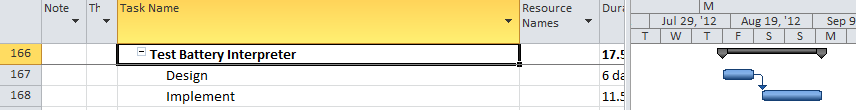 Note Th Task Name Resource Names Dura M
Jul 29, '12 Aug 19, '12 Sep 9
T W T F S S M
166 Test Battery Interpreter 17.5
167 Design 6 da
168 Implement 11.5